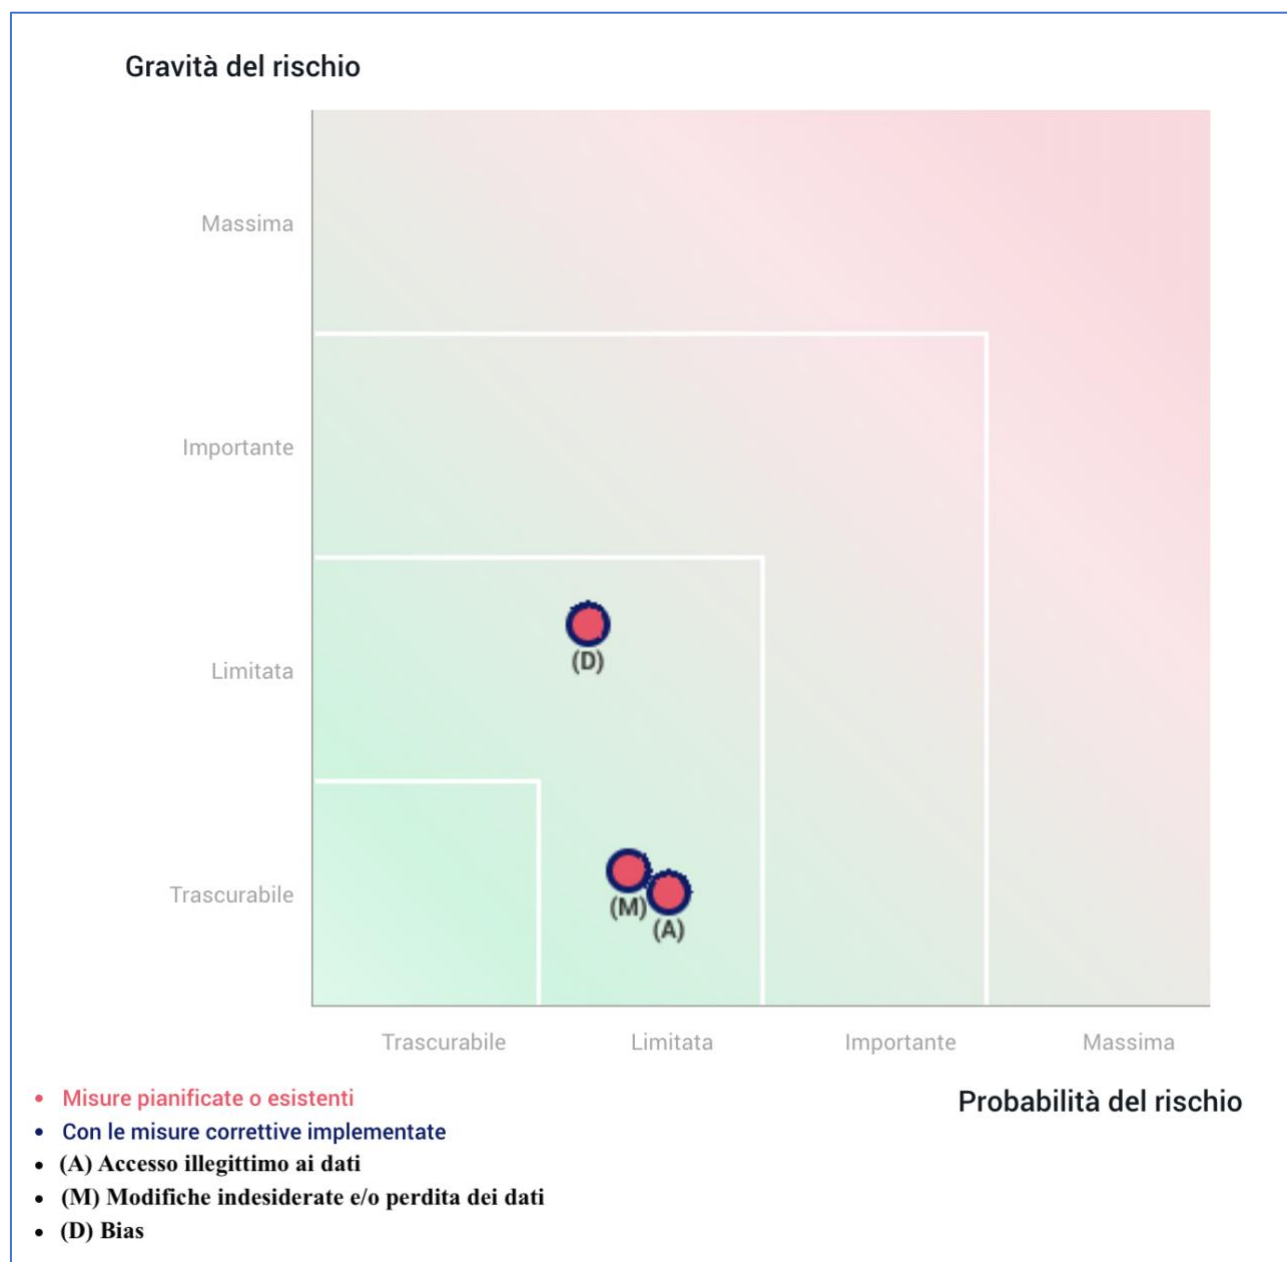 Gravità del rischio
Massima
Importante
Limitata
(D)
Trascurabile
(M)
(A)
Trascurabile Limitata Importante Massima
Probabilità del rischio
• Misure pianificate o esistenti
• Con le misure correttive implementate
• (A) Accesso illegittimo ai dati
• (M) Modifiche indesiderate e/o perdita dei dati
• (D) Bias